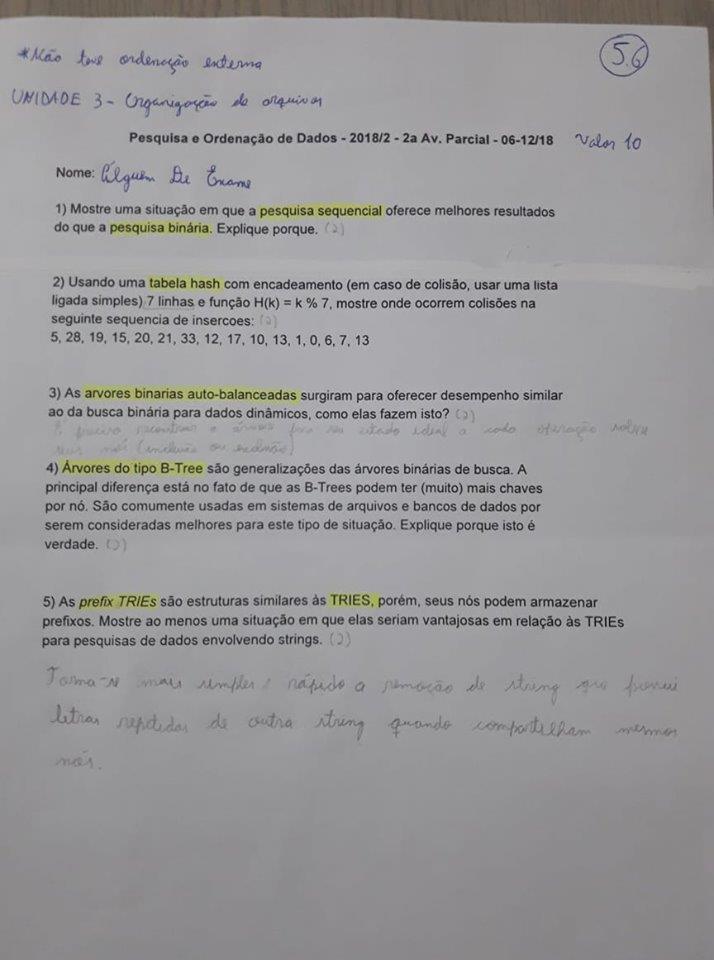 *Não teve ordenação externa
5.6
UNIDADE 3 - Organização de arquivos
Pesquisa e Ordenação de Dados - 2018/2 - 2a Av. Parcial - 06-12/18 Valor 10
Nome: Alguém De Exame
1) Mostre uma situação em que a pesquisa sequencial oferece melhores resultados
do que a pesquisa binária. Explique porque. (2)
2) Usando uma tabela hash com encadeamento (em caso de colisão, usar uma lista
ligada simples) 7 linhas e função H(k) = k % 7, mostre onde ocorrem colisões na
seguinte sequencia de insercoes: (2)
5, 28, 19, 15, 20, 21, 33, 12, 17, 10, 13, 1, 0, 6, 7, 13
3) As arvores binarias auto-balanceadas surgiram para oferecer desempenho similar
ao da busca binária para dados dinâmicos, como elas fazem isto? (2)
É preciso a árvore para seu estado ideal a cada operação sobre
seus nós (inclusão ou exclusão)
4) Árvores do tipo B-Tree são generalizações das árvores binárias de busca. A
principal diferença está no fato de que as B-Trees podem ter (muito) mais chaves
por nó. São comumente usadas em sistemas de arquivos e bancos de dados por
serem consideradas melhores para este tipo de situação. Explique porque isto é
verdade. (2)
5) As prefix TRIEs são estruturas similares às TRIES, porém, seus nós podem armazenar
prefixos. Mostre ao menos uma situação em que elas seriam vantajosas em relação às TRIEs
para pesquisas de dados envolvendo strings. (2)
Torna-se mais simples rápido a remoção de string que possui
letras repetidas de outra string quando compartilham mesmos
nós.